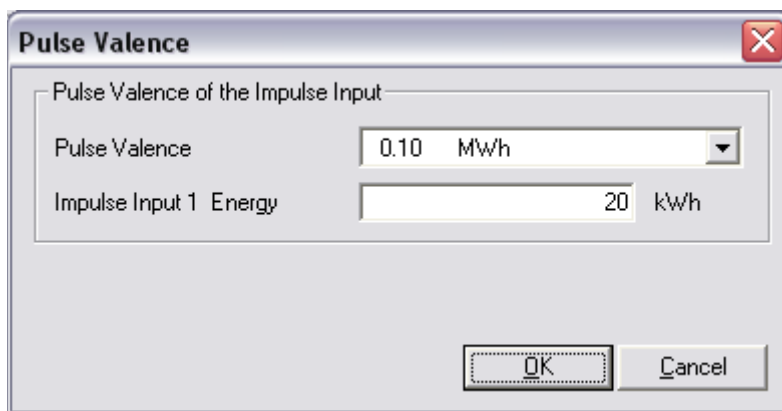 Pulse Valence
Pulse Valence of the Impulse Input
Pulse Valence 0.10 MWh
Impulse Input 1 Energy 20 kWh
OK Cancel